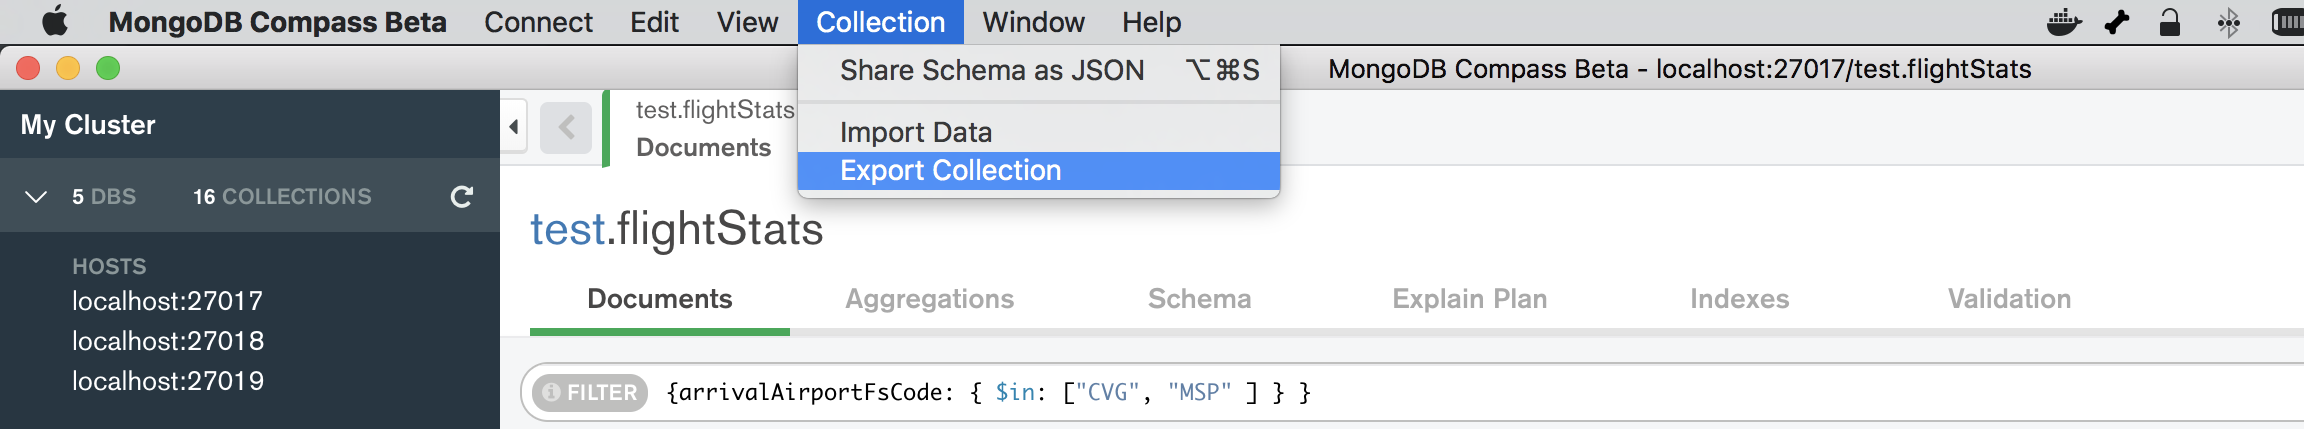 MongoDB Compass Beta Connect Edit View Collection Window Help
Share Schema as JSON ⌥⌘S
MongoDB Compass Beta - localhost:27017/test.flightStats
My Cluster
test.flightStats
Documents
Import Data
Export Collection
5 DBS 16 COLLECTIONS
test.flightStats
HOSTS
localhost:27017
localhost:27018
localhost:27019
Documents Aggregations Schema Explain Plan Indexes Validation
FILTER {arrivalAirportFsCode: { $in: ["CVG", "MSP" ] } }